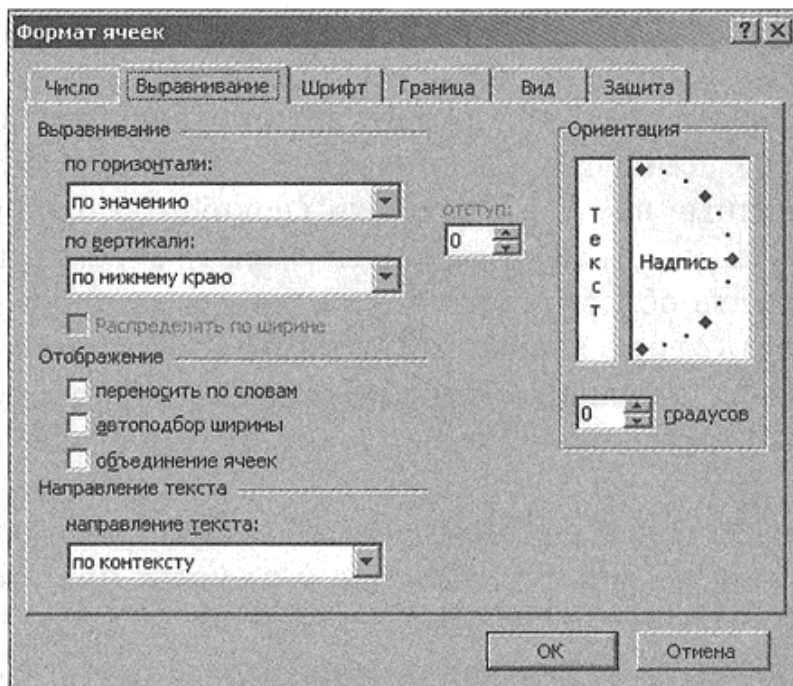 Формат ячеек
Число Выравнивание Шрифт Граница Вид Защита
Выравнивание
по горизонтали:
по значению
отступ:
0
по вертикали:
по нижнему краю
Распределять по ширине
Отображение
переносить по словам
автоподбор ширины
объединение ячеек
Направление текста
направление текста:
по контексту
Ориентация
Текст
Надпись
0 градусов
ОК Отмена